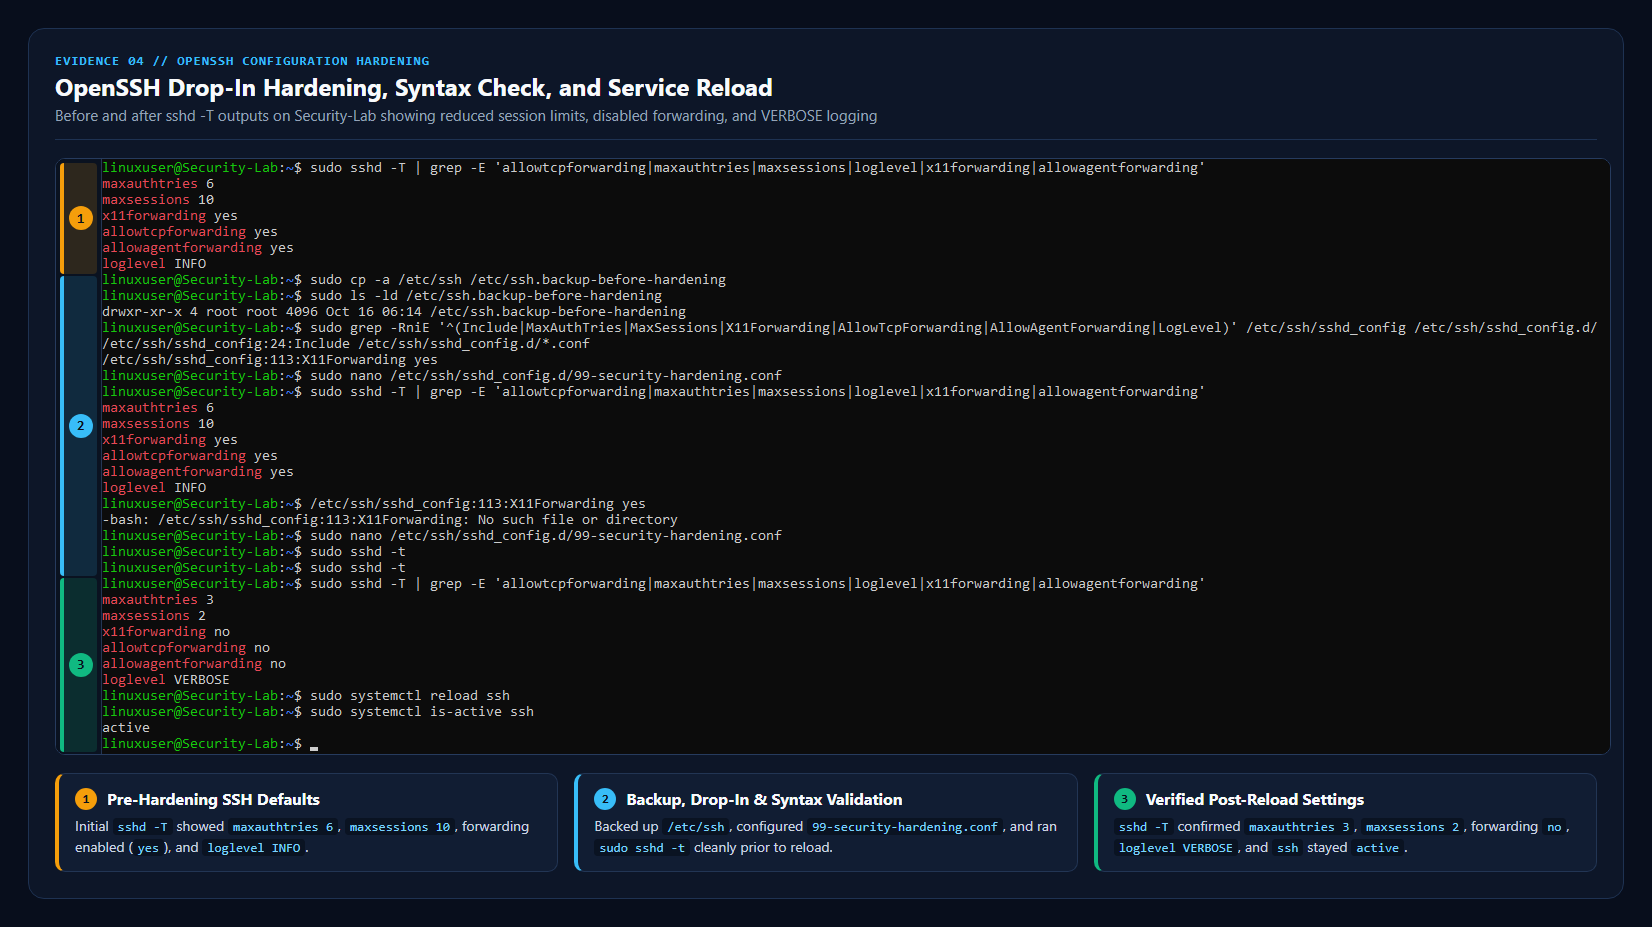 EVIDENCE 04 // OPENSSH CONFIGURATION HARDENING
OpenSSH Drop-In Hardening, Syntax Check, and Service Reload
Before and after sshd -T outputs on Security-Lab showing reduced session limits, disabled forwarding, and VERBOSE logging
1
linuxuser@Security-Lab:~$ sudo sshd -T | grep -E 'allowtcpforwarding|maxauthtries|maxsessions|loglevel|x11forwarding|allowagentforwarding'
maxauthtries 6
maxsessions 10
x11forwarding yes
allowtcpforwarding yes
allowagentforwarding yes
loglevel INFO
2
linuxuser@Security-Lab:~$ sudo cp -a /etc/ssh /etc/ssh.backup-before-hardening
linuxuser@Security-Lab:~$ sudo ls -ld /etc/ssh.backup-before-hardening
drwxr-xr-x 4 root root 4096 Oct 16 06:14 /etc/ssh.backup-before-hardening
linuxuser@Security-Lab:~$ sudo grep -RniE '^(Include|MaxAuthTries|MaxSessions|X11Forwarding|AllowTcpForwarding|AllowAgentForwarding|LogLevel)' /etc/ssh/sshd_config /etc/ssh/sshd_config.d/
/etc/ssh/sshd_config:24:Include /etc/ssh/sshd_config.d/*.conf
/etc/ssh/sshd_config:113:X11Forwarding yes
linuxuser@Security-Lab:~$ sudo nano /etc/ssh/sshd_config.d/99-security-hardening.conf
linuxuser@Security-Lab:~$ sudo sshd -T | grep -E 'allowtcpforwarding|maxauthtries|maxsessions|loglevel|x11forwarding|allowagentforwarding'
maxauthtries 6
maxsessions 10
x11forwarding yes
allowtcpforwarding yes
allowagentforwarding yes
loglevel INFO
linuxuser@Security-Lab:~$ /etc/ssh/sshd_config:113:X11Forwarding yes
-bash: /etc/ssh/sshd_config:113:X11Forwarding: No such file or directory
linuxuser@Security-Lab:~$ sudo nano /etc/ssh/sshd_config.d/99-security-hardening.conf
linuxuser@Security-Lab:~$ sudo sshd -t
linuxuser@Security-Lab:~$ sudo sshd -t
3
linuxuser@Security-Lab:~$ sudo sshd -T | grep -E 'allowtcpforwarding|maxauthtries|maxsessions|loglevel|x11forwarding|allowagentforwarding'
maxauthtries 3
maxsessions 2
x11forwarding no
allowtcpforwarding no
allowagentforwarding no
loglevel VERBOSE
linuxuser@Security-Lab:~$ sudo systemctl reload ssh
linuxuser@Security-Lab:~$ sudo systemctl is-active ssh
active
linuxuser@Security-Lab:~$
1 Pre-Hardening SSH Defaults
Initial sshd -T showed maxauthtries 6, maxsessions 10, forwarding
enabled (yes), and loglevel INFO.
2 Backup, Drop-In & Syntax Validation
Backed up /etc/ssh, configured 99-security-hardening.conf, and ran
sudo sshd -t cleanly prior to reload.
3 Verified Post-Reload Settings
sshd -T confirmed maxauthtries 3, maxsessions 2, forwarding no,
loglevel VERBOSE, and ssh stayed active.